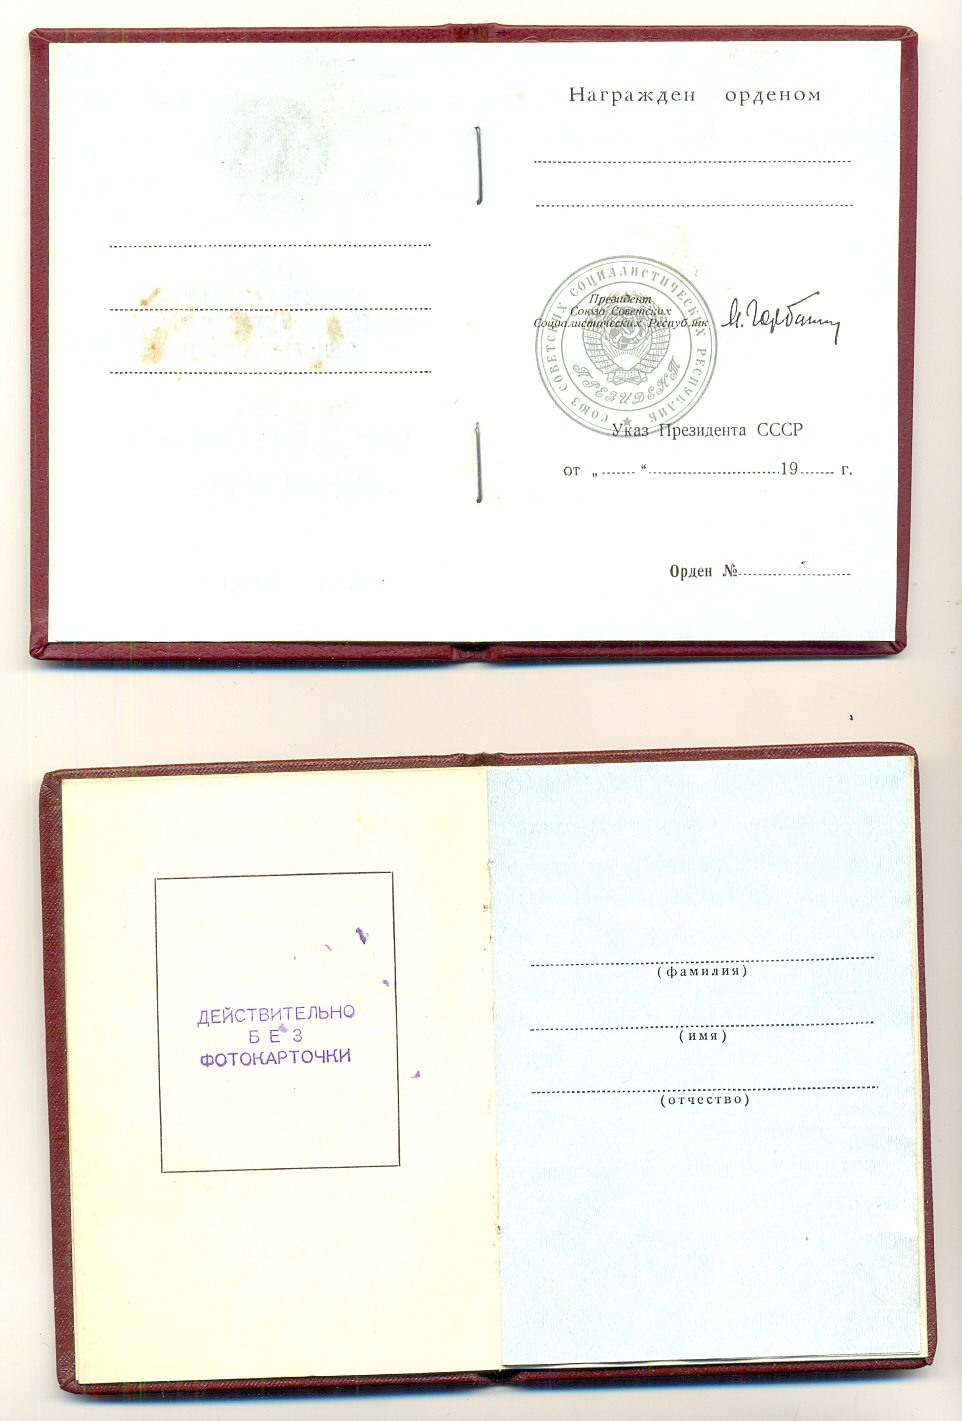 Награжден орденом
СОЮЗ СОВЕТСКИХ СОЦИАЛИСТИЧЕСКИХ РЕСПУБЛИК
ПРЕЗИДЕНТ
Президент
Союза Советских
Социалистических Республик
М. Горбачев
Указ Президента СССР
от „ “ 19 г.
Орден №
ДЕЙСТВИТЕЛЬНО
БЕЗ
ФОТОКАРТОЧКИ
(фамилия)
(имя)
(отчество)